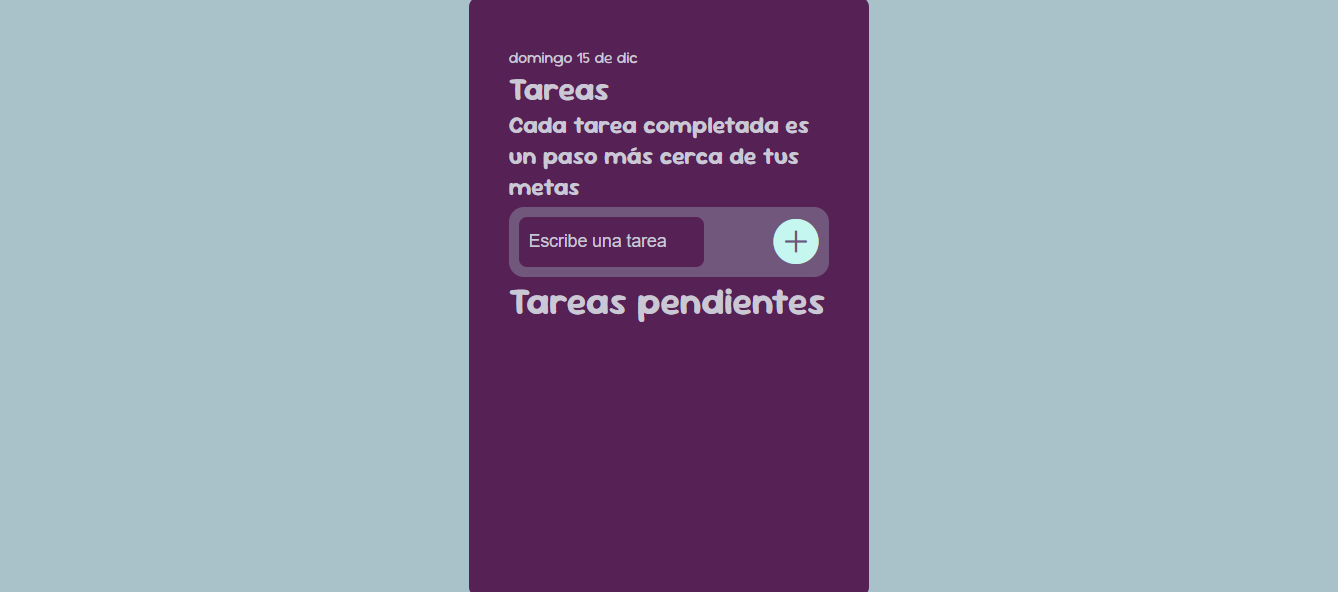 domingo 15 de dic
Tareas
Cada tarea completada es
un paso más cerca de tus
metas
Escribe una tarea
Tareas pendientes